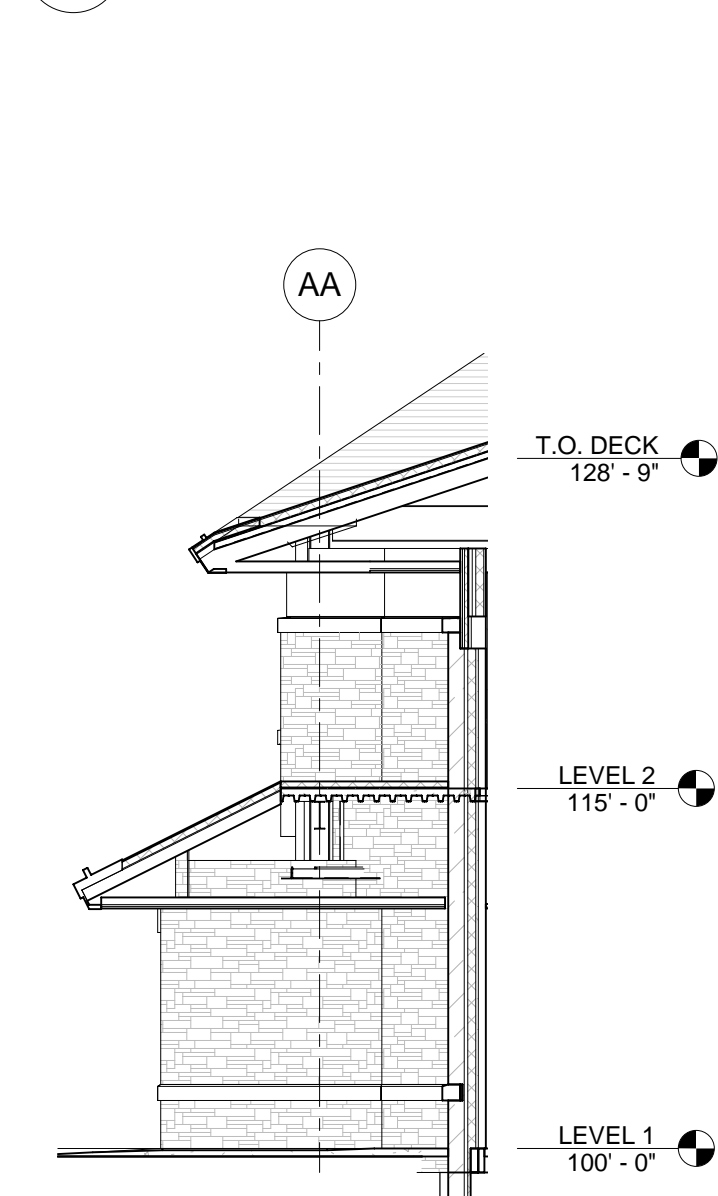 AA
T.O. DECK
128' - 9"
LEVEL 2
115' - 0"
LEVEL 1
100' - 0"